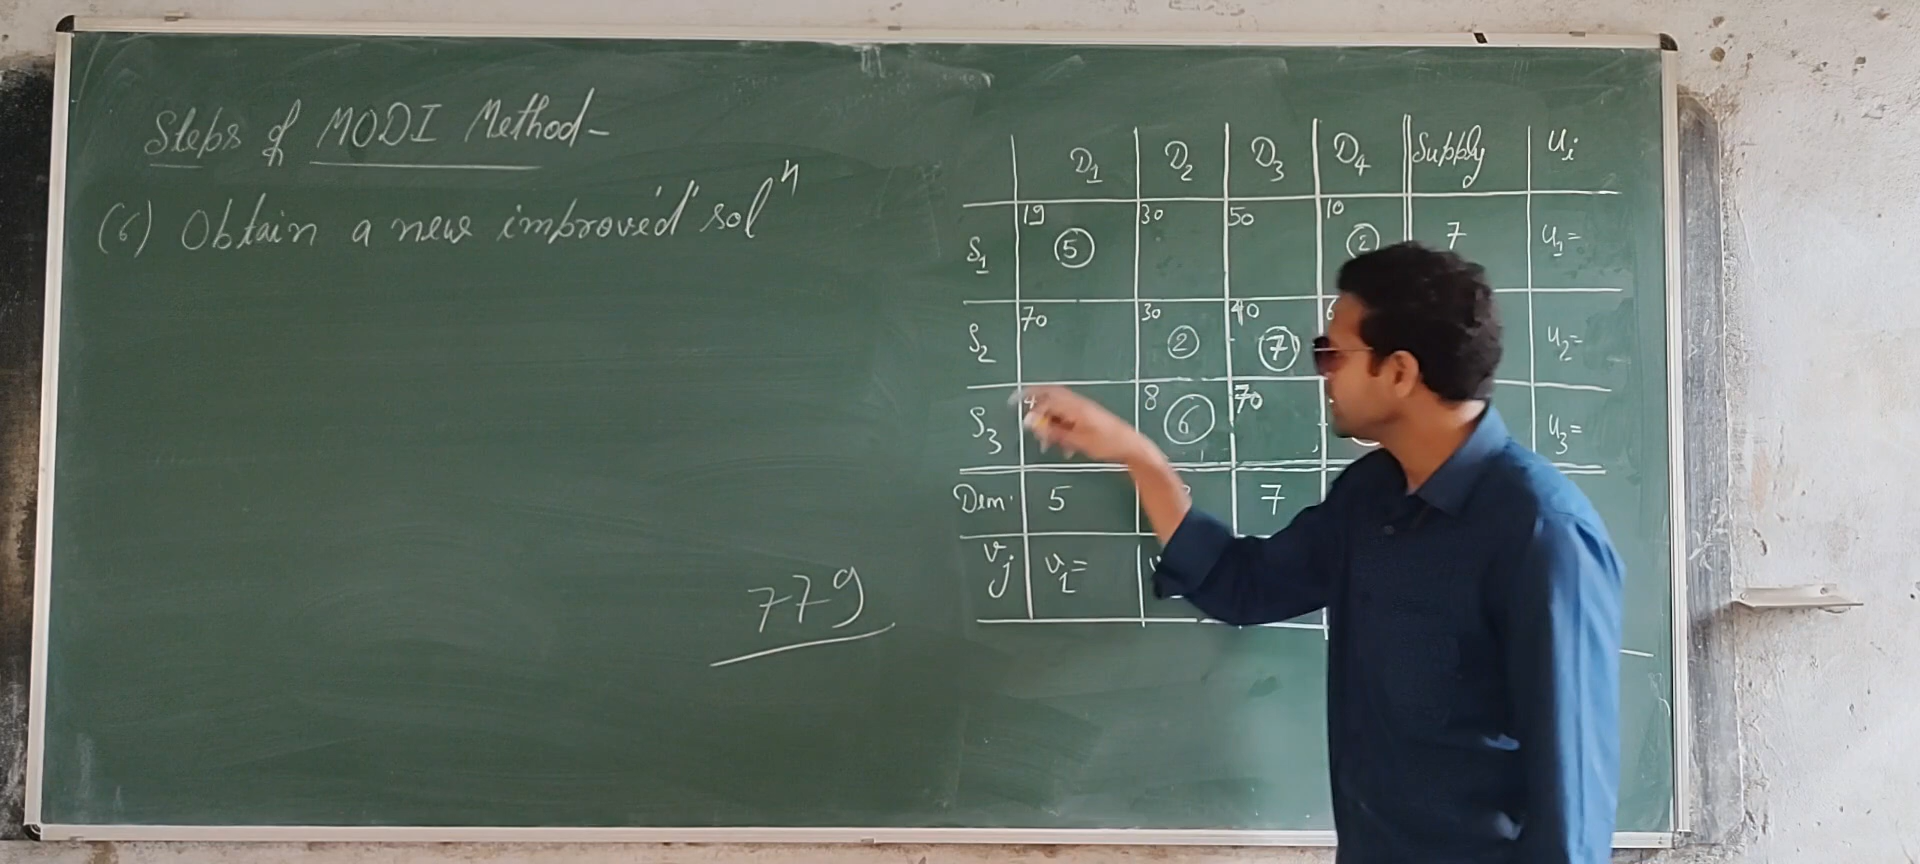 Steps of MODI Method-
(6) Obtain a new "improved" solⁿ
779
D1 D2 D3 D4 Supply ui
S1 19 5 30 50 10 2 7 u1=
S2 70 30 2 40 7 u2=
S3 4 8 6 70 u3=
Dem. 5 7
vj v1=